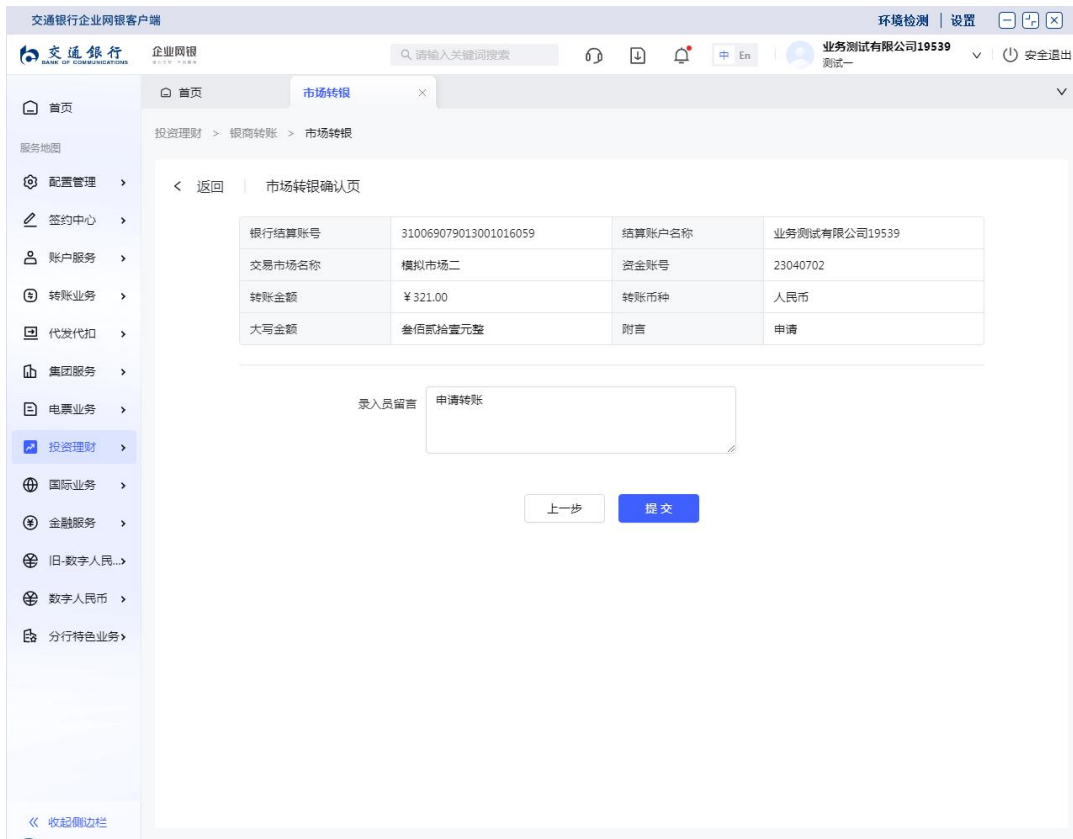 交通银行企业网银客户端
环境检测 | 设置
交通銀行
BANK OF COMMUNICATIONS
企业网银
请输入关键词搜索
中 En
业务测试有限公司19539
测试一
安全退出
首页
服务地图
配置管理
签约中心
账户服务
转账业务
代发代扣
集团服务
电票业务
投资理财
国际业务
金融服务
旧-数字人民...
数字人民币
分行特色业务
收起侧边栏
首页 市场转银
投资理财 > 银商转账 > 市场转银
返回 市场转银确认页
银行结算账号 310069079013001016059 结算账户名称 业务测试有限公司19539
交易市场名称 模拟市场二 资金账号 23040702
转账金额 ¥321.00 转账币种 人民币
大写金额 叁佰贰拾壹元整 附言 申请
录入员留言 申请转账
上一步 提交